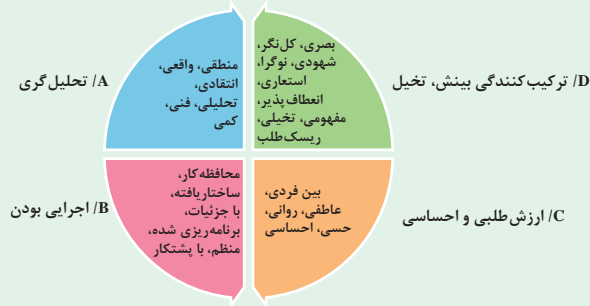 A/ تحلیل‌گری
منطقی، واقعی،
انتقادی،
تحلیلی، فنی،
کمی
بصری، کل‌نگر،
شهودی، نوگرا،
استعاری،
انعطاف‌پذیر،
مفهومی، تخیلی،
ریسک‌طلب
D/ ترکیب‌کنندگی بینش، تخیل
B/ اجرایی بودن
محافظه‌کار،
ساختاریافته،
با جزئیات،
برنامه‌ریزی شده،
منظم، با پشتکار
بین فردی،
عاطفی، روانی،
حسی، احساسی
C/ ارزش‌طلبی و احساسی